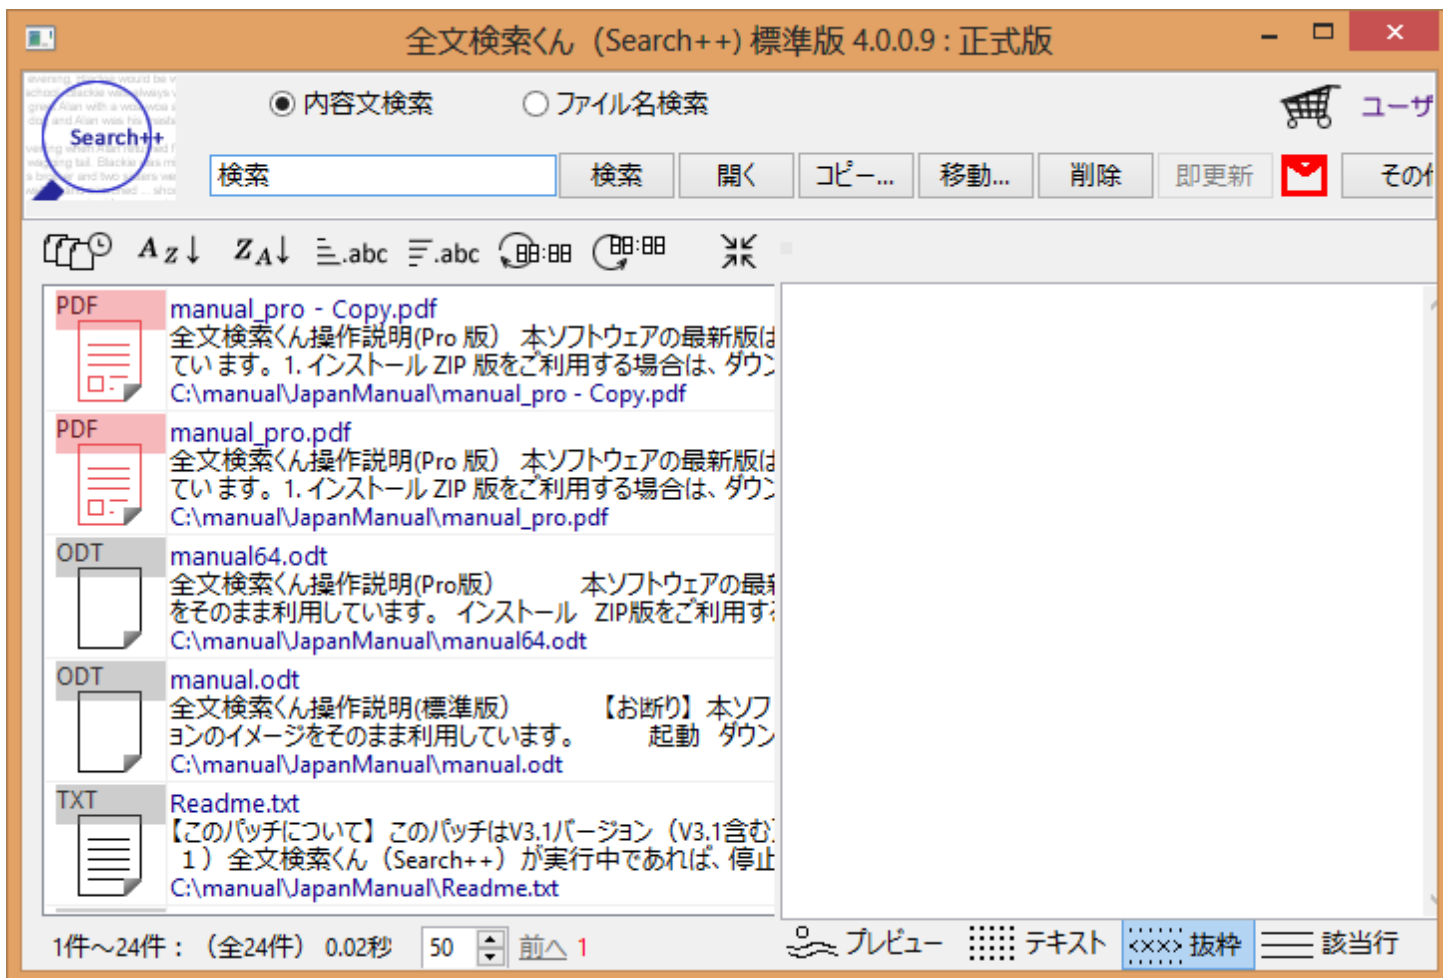 全文検索くん（Search++) 標準版 4.0.0.9 : 正式版
Search++
内容文検索 ファイル名検索
ユーザ
検索 検索 開く コピー... 移動... 削除 即更新 その他
A Z↓ Z A↓ .abc .abc 88:88 88:88
PDF
manual_pro - Copy.pdf
全文検索くん操作説明(Pro 版） 本ソフトウェアの最新版は
ています。1. インストール ZIP 版をご利用する場合は、ダウン
C:\manual\JapanManual\manual_pro - Copy.pdf
PDF
manual_pro.pdf
全文検索くん操作説明(Pro 版） 本ソフトウェアの最新版は
ています。1. インストール ZIP 版をご利用する場合は、ダウン
C:\manual\JapanManual\manual_pro.pdf
ODT
manual64.odt
全文検索くん操作説明(Pro版） 本ソフトウェアの最新
をそのまま利用しています。 インストール ZIP版をご利用する
C:\manual\JapanManual\manual64.odt
ODT
manual.odt
全文検索くん操作説明(標準版） 【お断り】本ソフ
ョンのイメージをそのまま利用しています。 起動 ダウン
C:\manual\JapanManual\manual.odt
TXT
Readme.txt
【このパッチについて】このパッチはV3.1バージョン（V3.1含む）
１）全文検索くん（Search++）が実行中であれば、停止
C:\manual\JapanManual\Readme.txt
1件～24件：（全24件） 0.02秒 50 前へ 1
プレビュー テキスト 抜粋 該当行